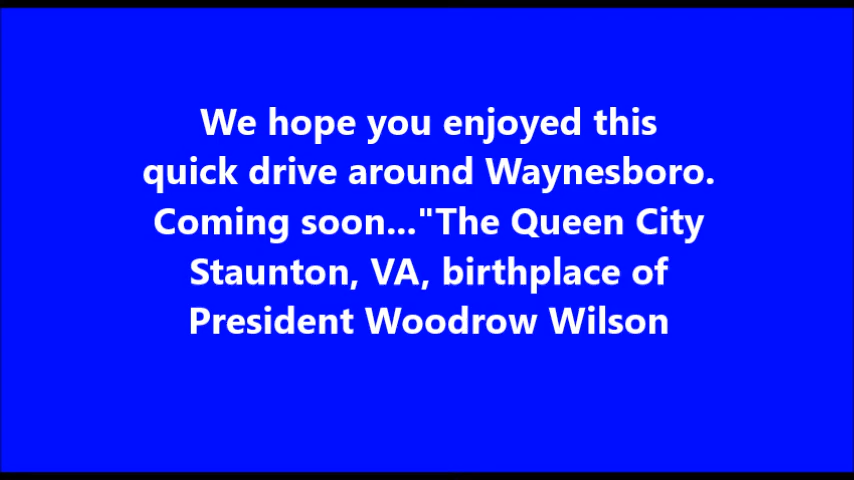 We hope you enjoyed this
quick drive around Waynesboro.
Coming soon..."The Queen City
Staunton, VA, birthplace of
President Woodrow Wilson